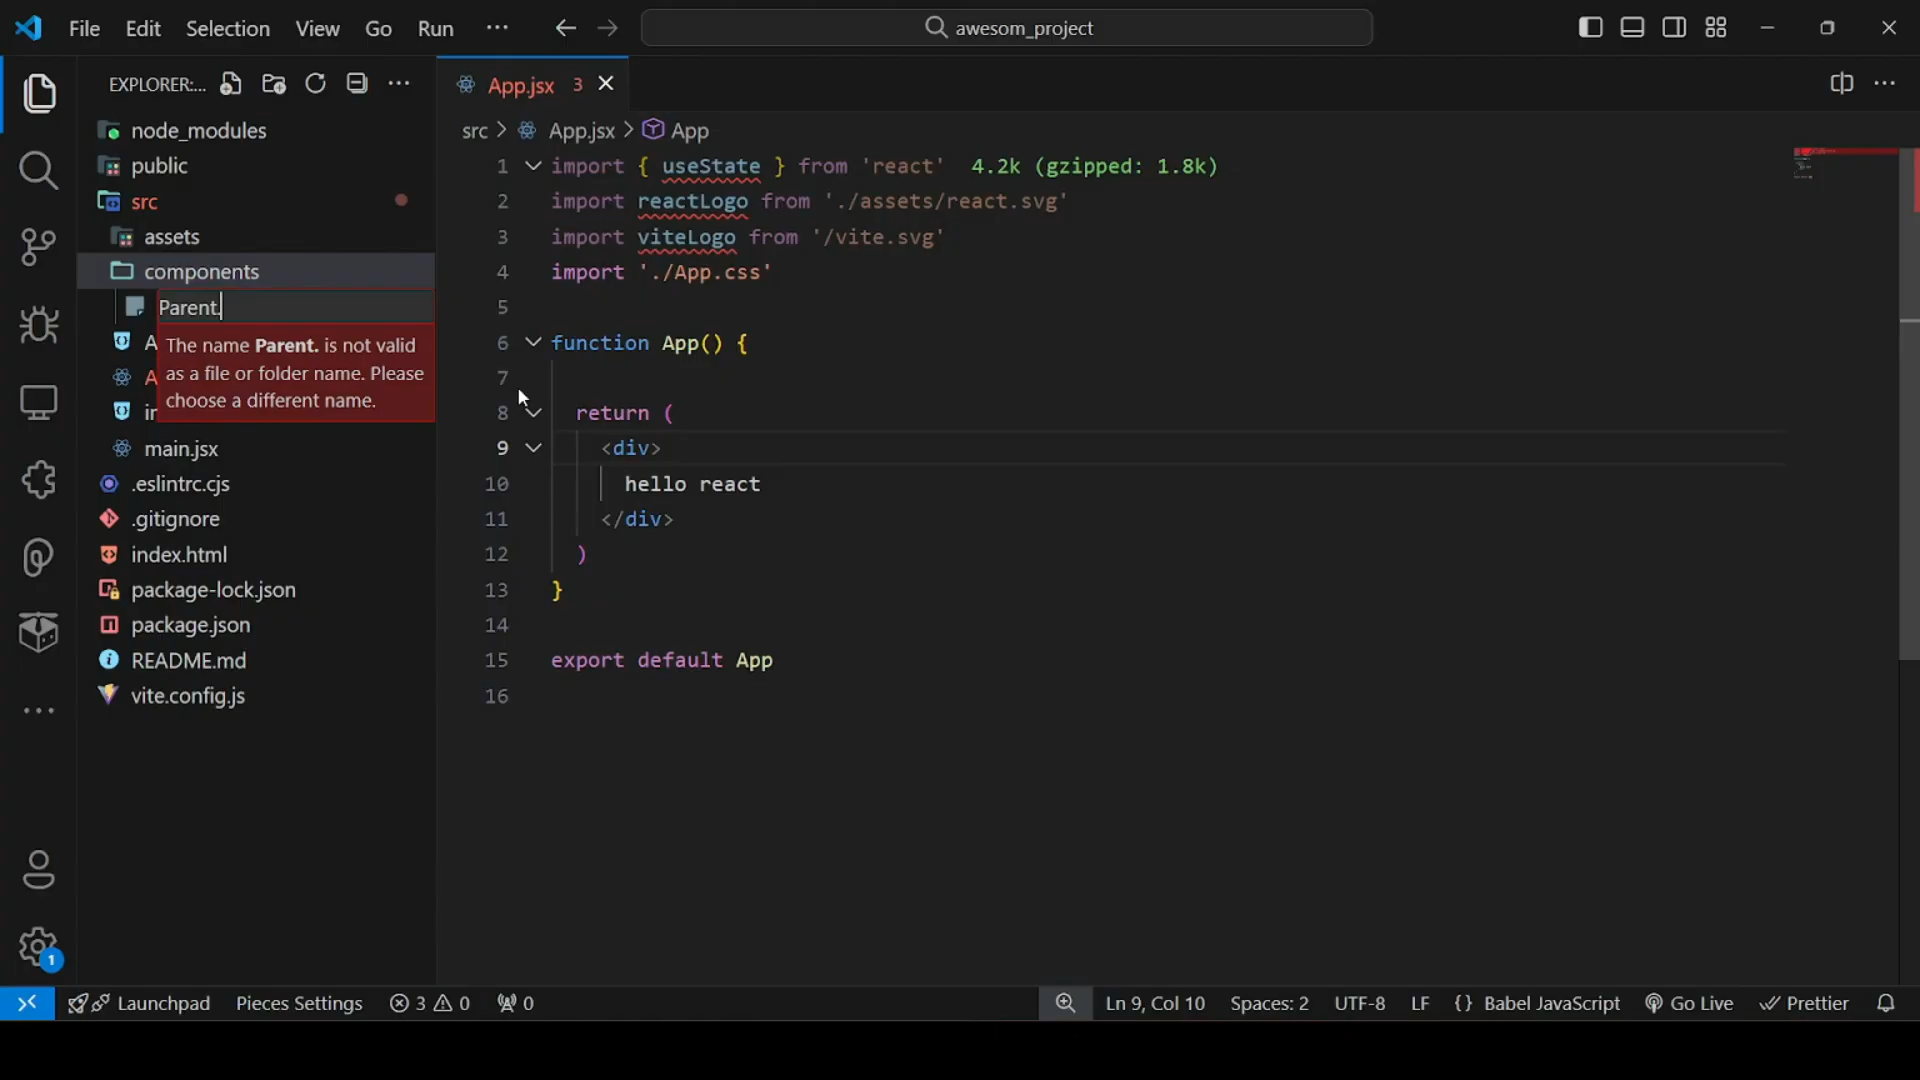 File Edit Selection View Go Run ··· awesom_project
EXPLORER:... ···
App.jsx 3
node_modules
public
src
assets
components
Parent.
The name Parent. is not valid
as a file or folder name. Please
choose a different name.
A
A
in
main.jsx
.eslintrc.cjs
.gitignore
index.html
package-lock.json
package.json
README.md
vite.config.js
src > App.jsx > App
1 import { useState } from 'react' 4.2k (gzipped: 1.8k)
2 import reactLogo from './assets/react.svg'
3 import viteLogo from '/vite.svg'
4 import './App.css'
5
6 function App() {
7
8 return (
9 <div>
10 hello react
11 </div>
12 )
13 }
14
15 export default App
16
1
Launchpad Pieces Settings 3 0 0 Ln 9, Col 10 Spaces: 2 UTF-8 LF {} Babel JavaScript Go Live Prettier